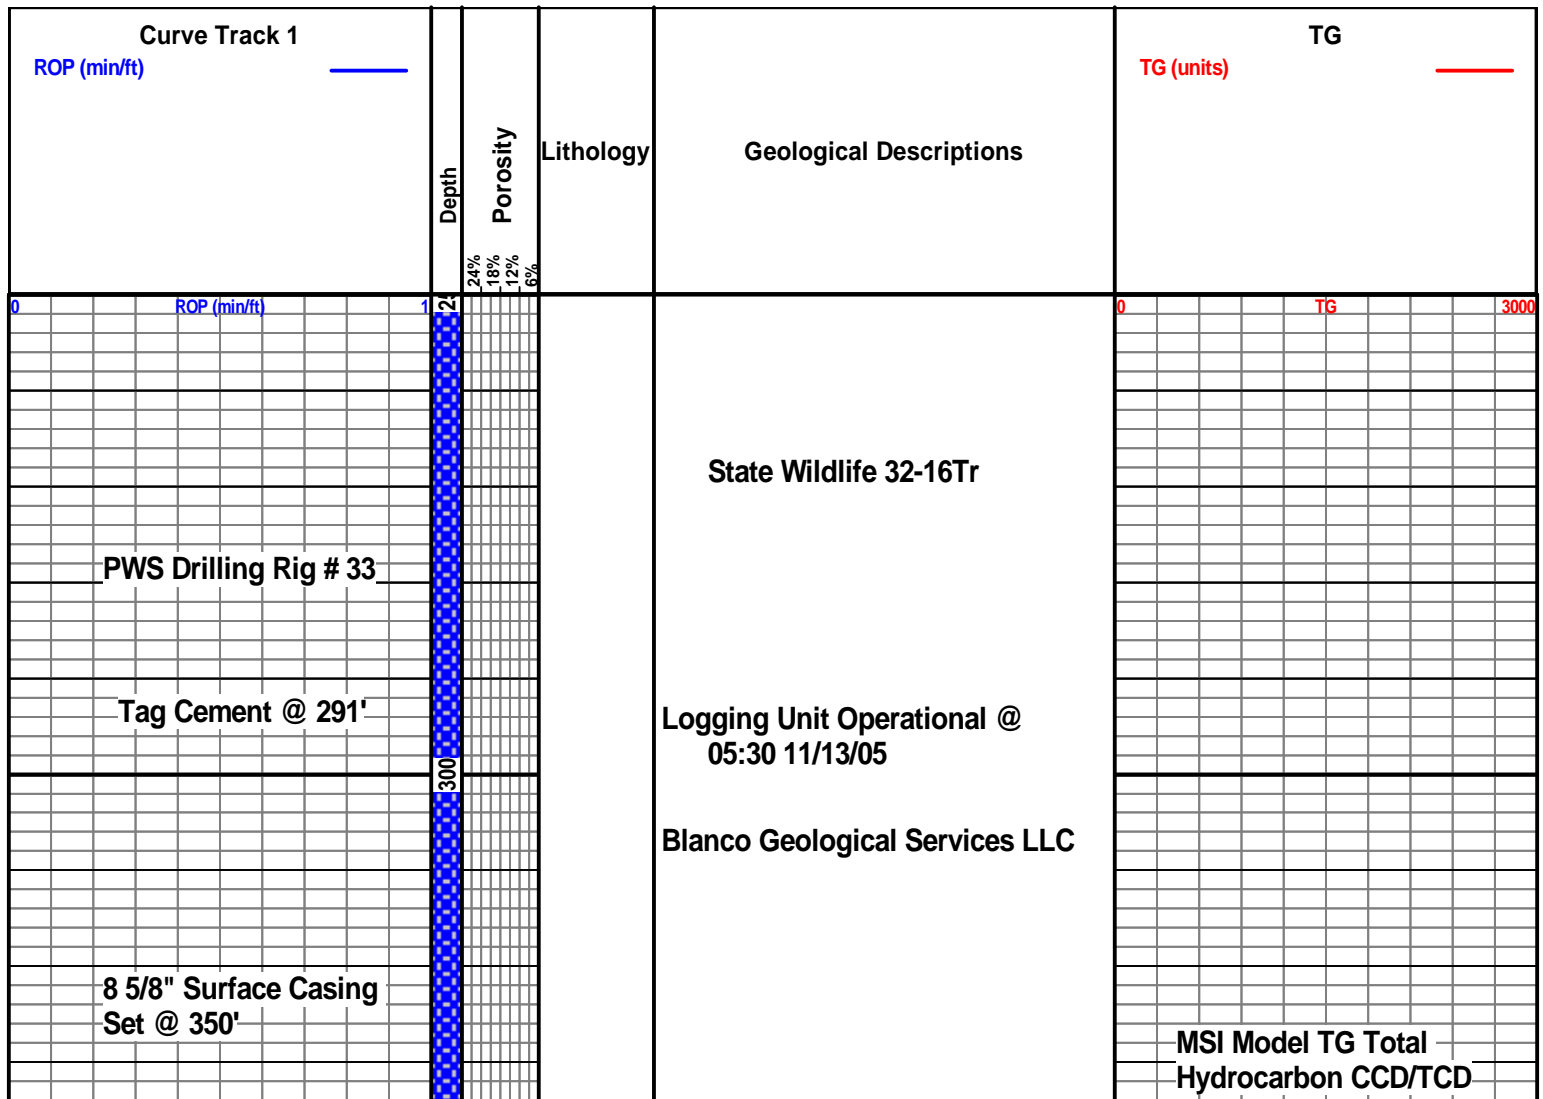 Curve Track 1
ROP (min/ft)
Depth
Porosity
24%
18%
12%
6%
Lithology
Geological Descriptions
TG
TG (units)
0 ROP (min/ft) 1
0 TG 3000
State Wildlife 32-16Tr
PWS Drilling Rig # 33
Tag Cement @ 291'
Logging Unit Operational @
05:30 11/13/05
300
Blanco Geological Services LLC
8 5/8" Surface Casing
Set @ 350'
MSI Model TG Total
Hydrocarbon CCD/TCD